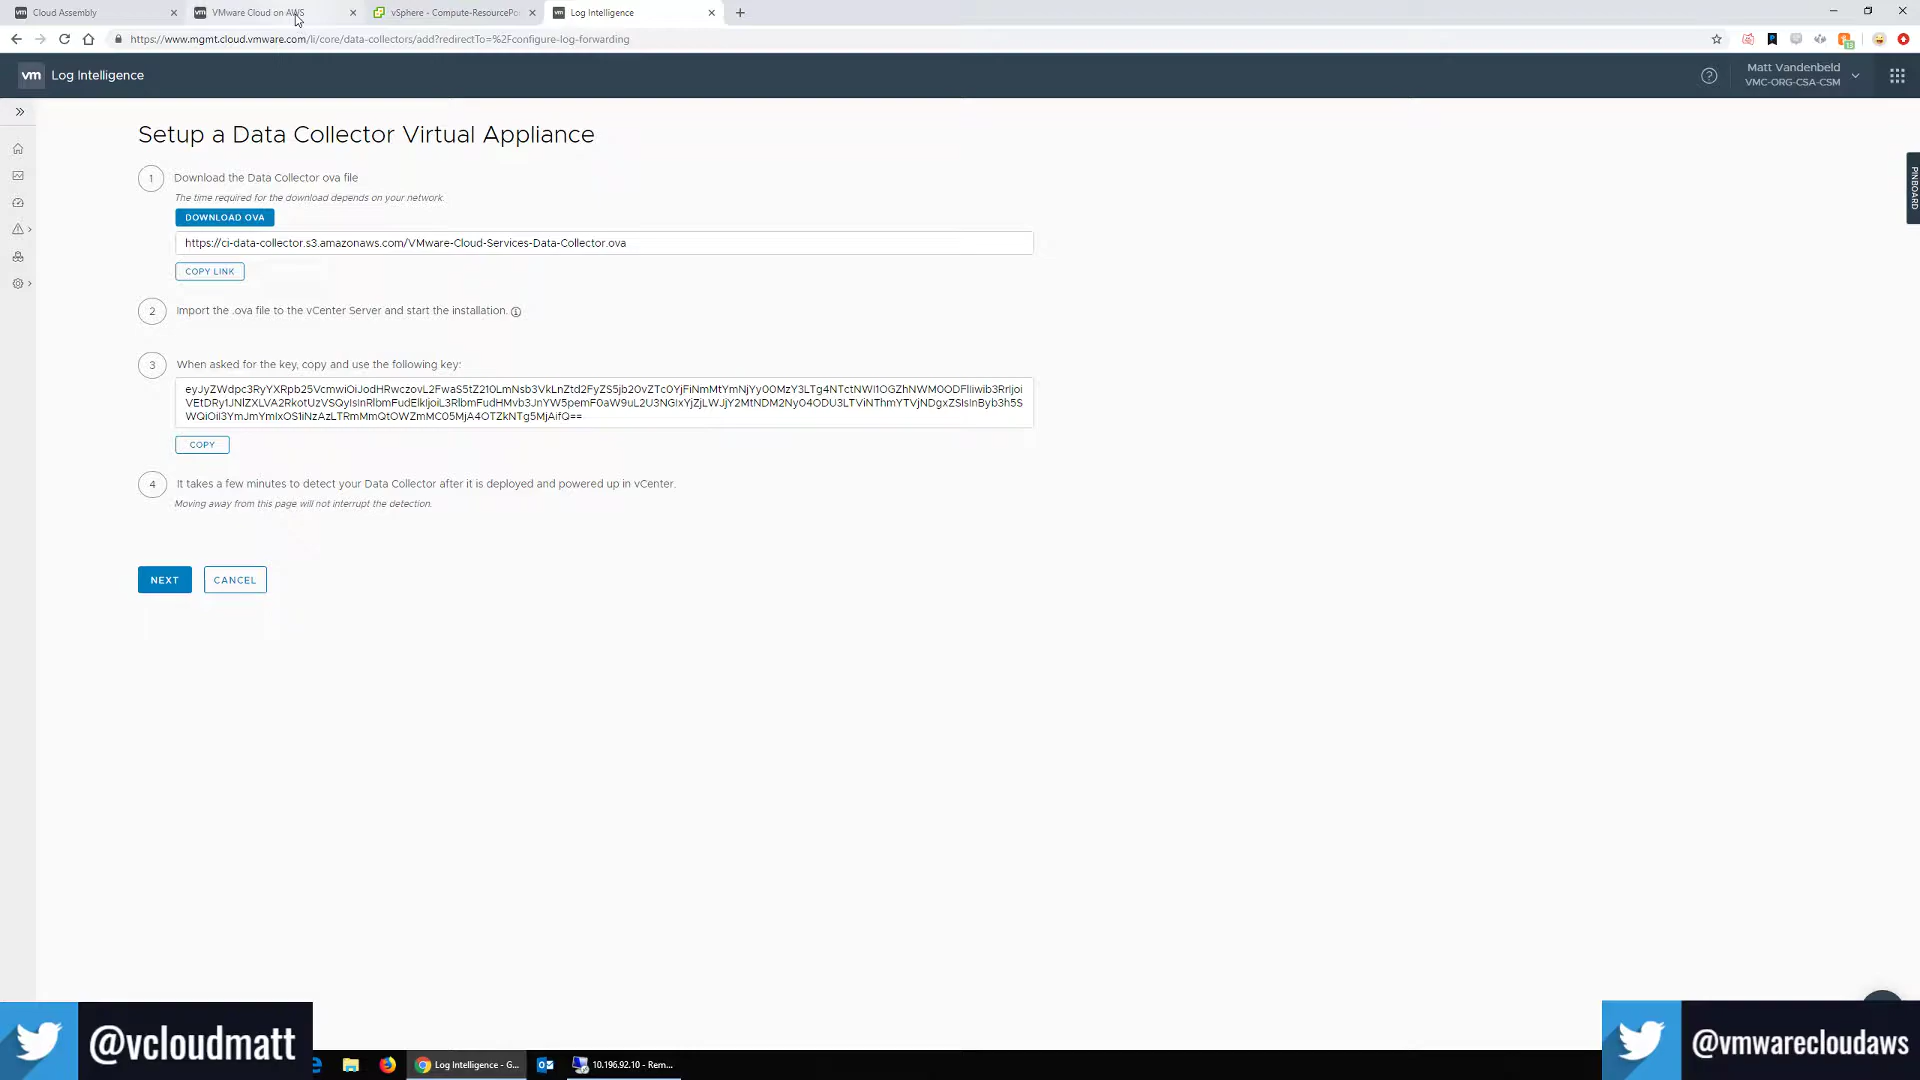 Cloud Assembly
VMware Cloud on AWS
vSphere - Compute-ResourcePo
Log Intelligence
https://www.mgmt.cloud.vmware.com/li/core/data-collectors/add?redirectTo=%2Fconfigure-log-forwarding
vm Log Intelligence
Matt Vandenbeld
VMC-ORG-CSA-CSM
PINBOARD
Setup a Data Collector Virtual Appliance
1 Download the Data Collector ova file
The time required for the download depends on your network.
DOWNLOAD OVA
https://ci-data-collector.s3.amazonaws.com/VMware-Cloud-Services-Data-Collector.ova
COPY LINK
2 Import the .ova file to the vCenter Server and start the installation.
3 When asked for the key, copy and use the following key:
COPY
4 It takes a few minutes to detect your Data Collector after it is deployed and powered up in vCenter.
Moving away from this page will not interrupt the detection.
NEXT
CANCEL
@vcloudmatt
Log Intelligence - G...
10.196.92.10 - Rem...
@vmwarecloudaws